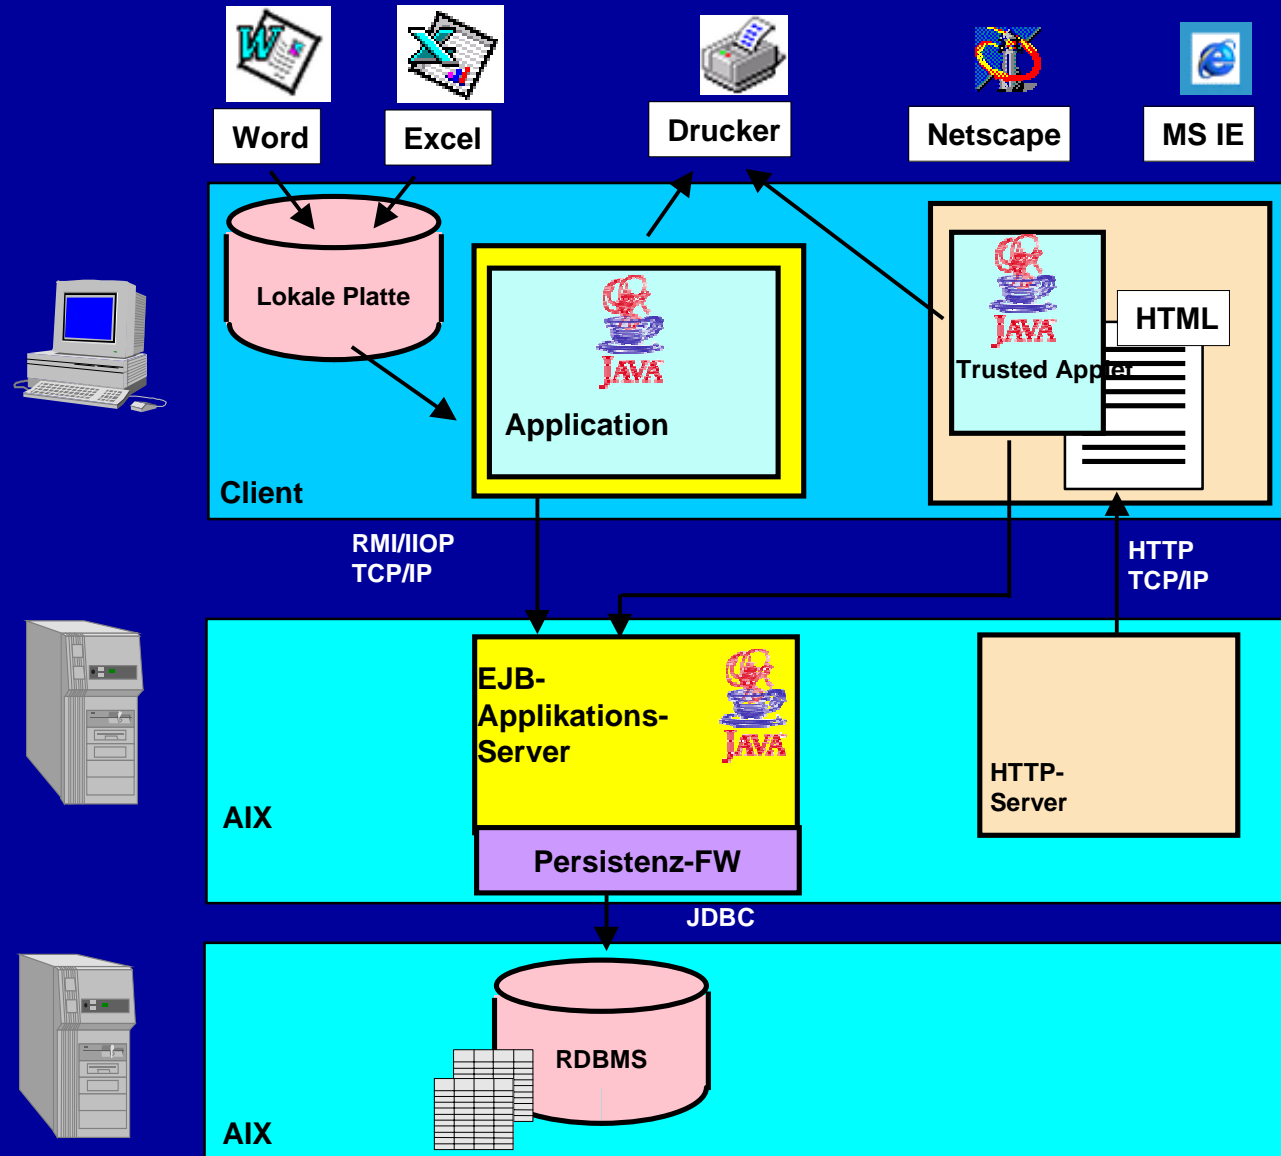 Word
Excel
Drucker
Netscape
MS IE
Lokale Platte
JAVA
Application
JAVA
Trusted Applet
HTML
Client
RMI/IIOP
TCP/IP
HTTP
TCP/IP
EJB-
Applikations-
Server
JAVA
HTTP-
Server
AIX
Persistenz-FW
JDBC
RDBMS
AIX